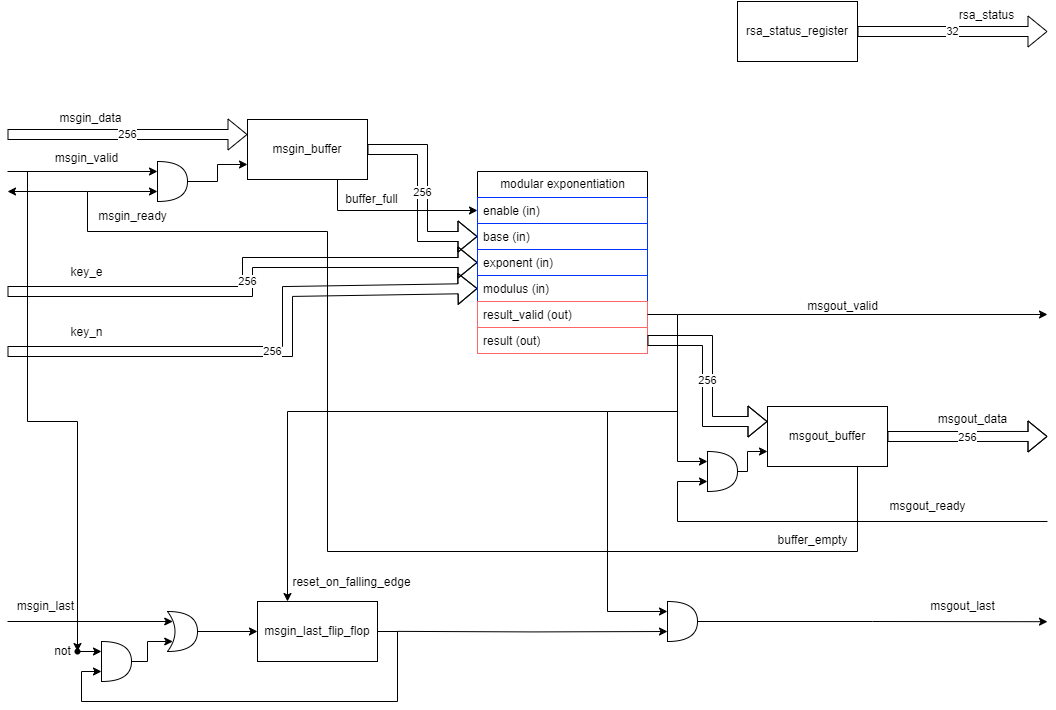 rsa_status
rsa_status_register
32
msgin_data
256
msgin_valid
msgin_buffer
msgin_ready
buffer_full
256
modular exponentiation
enable (in)
base (in)
exponent (in)
modulus (in)
result_valid (out)
result (out)
key_e
256
key_n
256
msgout_valid
256
msgout_buffer
msgout_data
256
msgout_ready
buffer_empty
reset_on_falling_edge
msgin_last
msgin_last_flip_flop
msgout_last
not